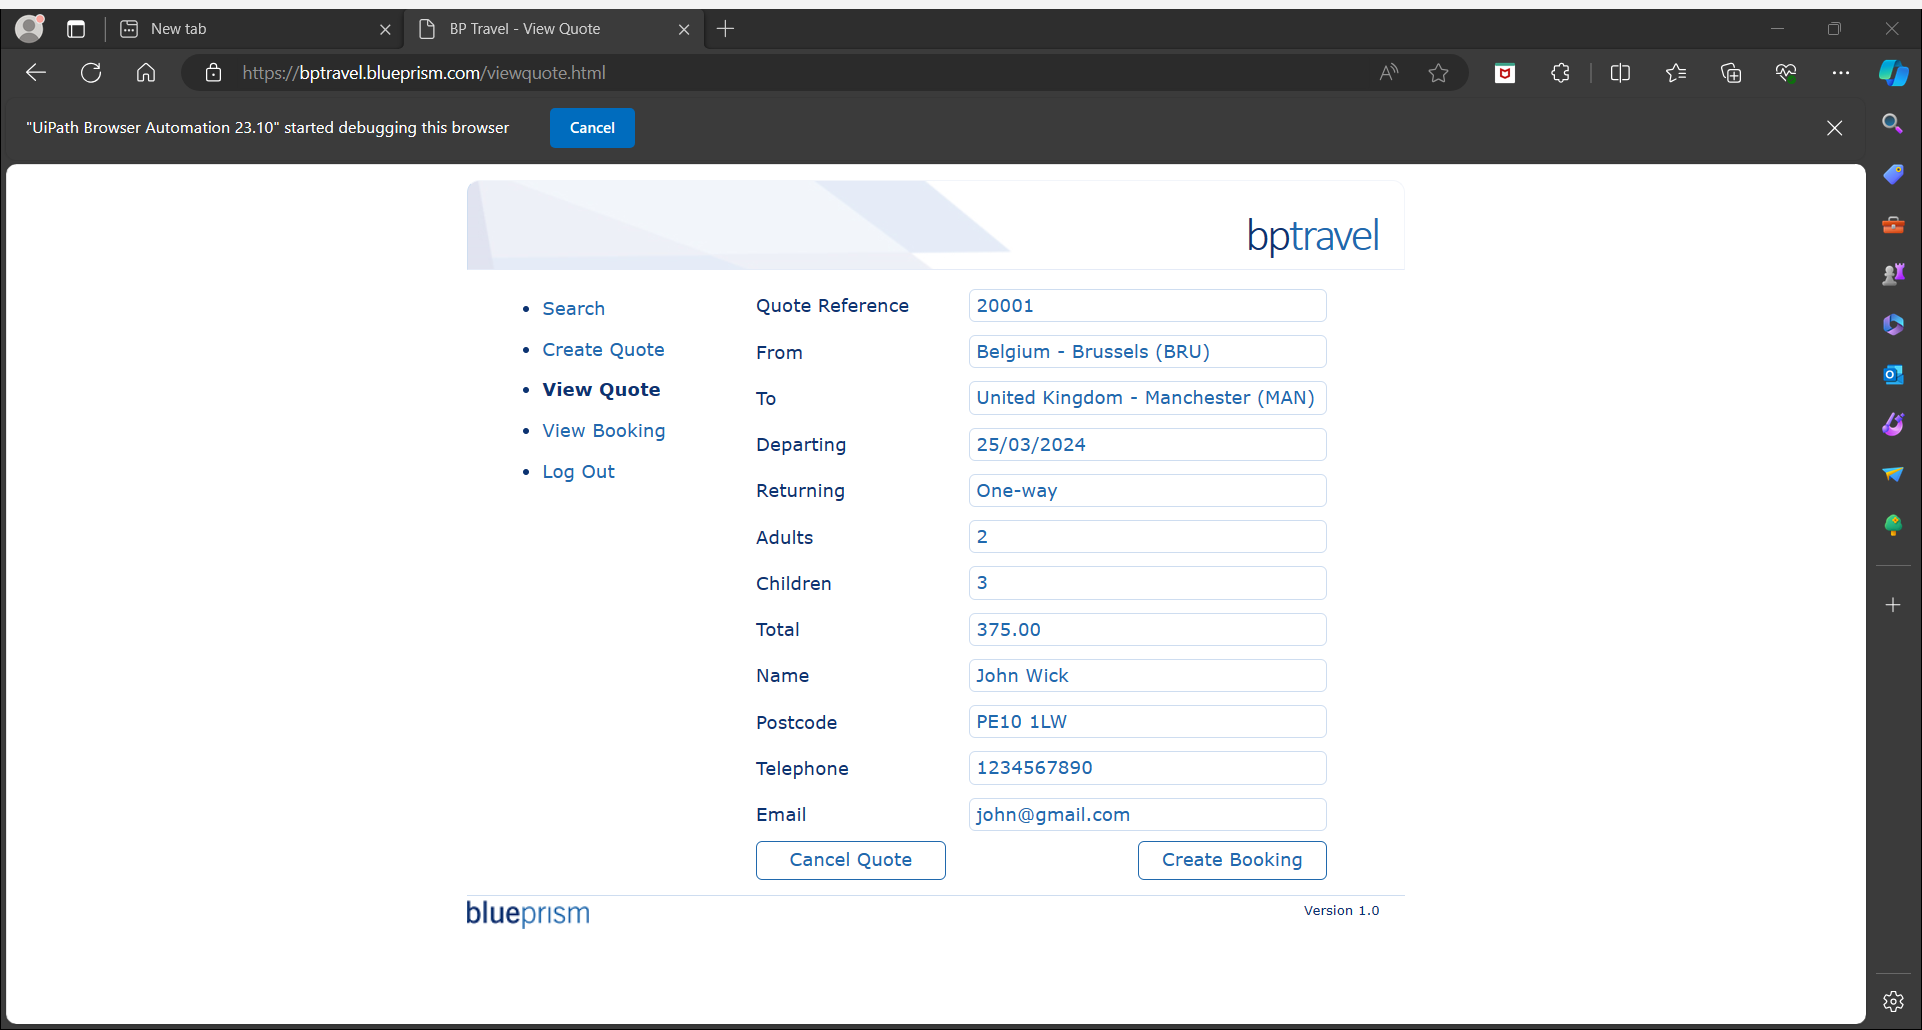 New tab
BP Travel - View Quote
https://bptravel.blueprism.com/viewquote.html
"UiPath Browser Automation 23.10" started debugging this browser
Cancel
bptravel
Search
Create Quote
View Quote
View Booking
Log Out
Quote Reference 20001
From Belgium - Brussels (BRU)
To United Kingdom - Manchester (MAN)
Departing 25/03/2024
Returning One-way
Adults 2
Children 3
Total 375.00
Name John Wick
Postcode PE10 1LW
Telephone 1234567890
Email john@gmail.com
Cancel Quote Create Booking
blueprism
Version 1.0